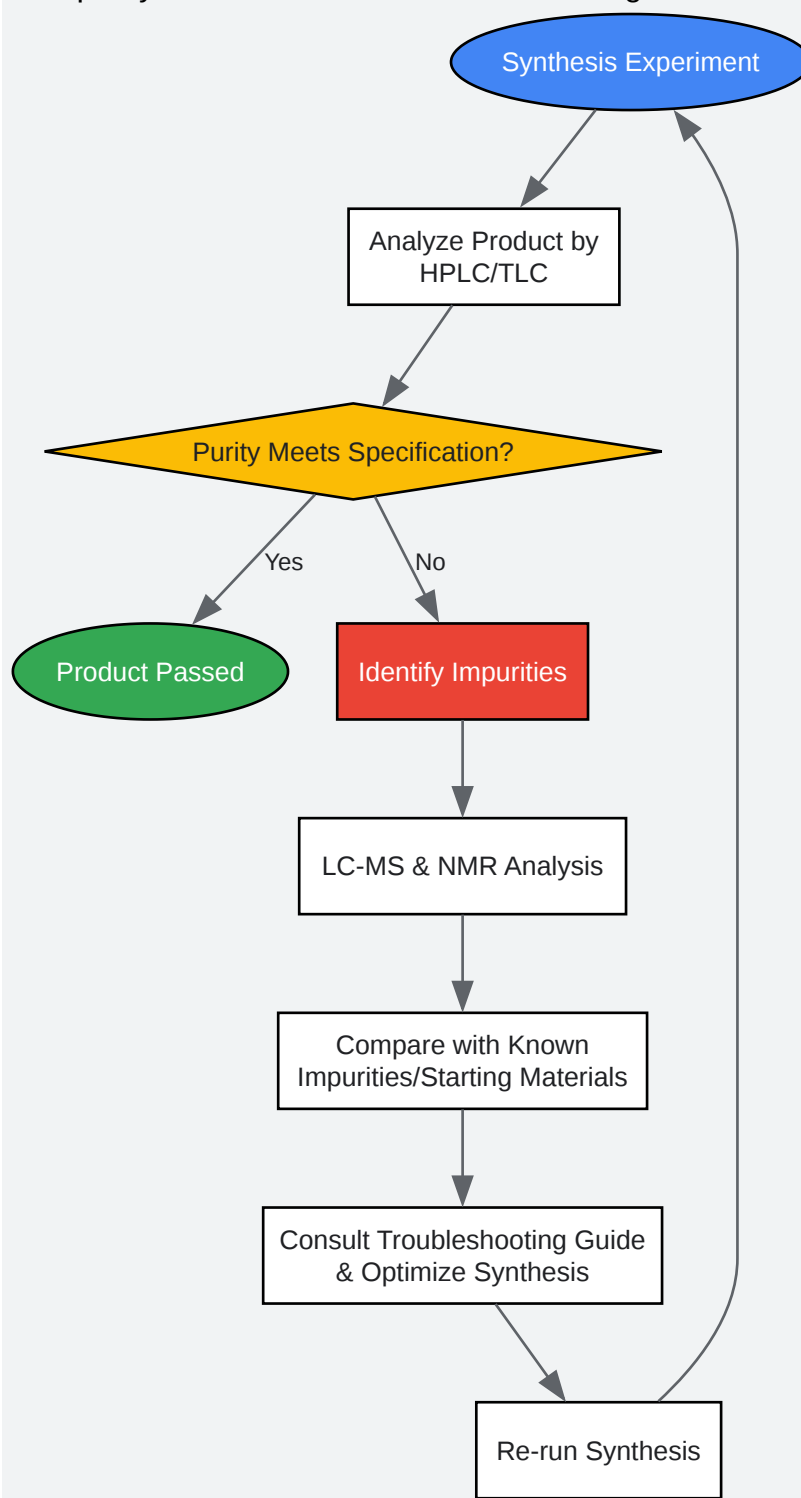 Synthesis Experiment
Analyze Product by
HPLC/TLC
Purity Meets Specification?
Yes
No
Product Passed
Identify Impurities
LC-MS & NMR Analysis
Compare with Known
Impurities/Starting Materials
Consult Troubleshooting Guide
& Optimize Synthesis
Re-run Synthesis